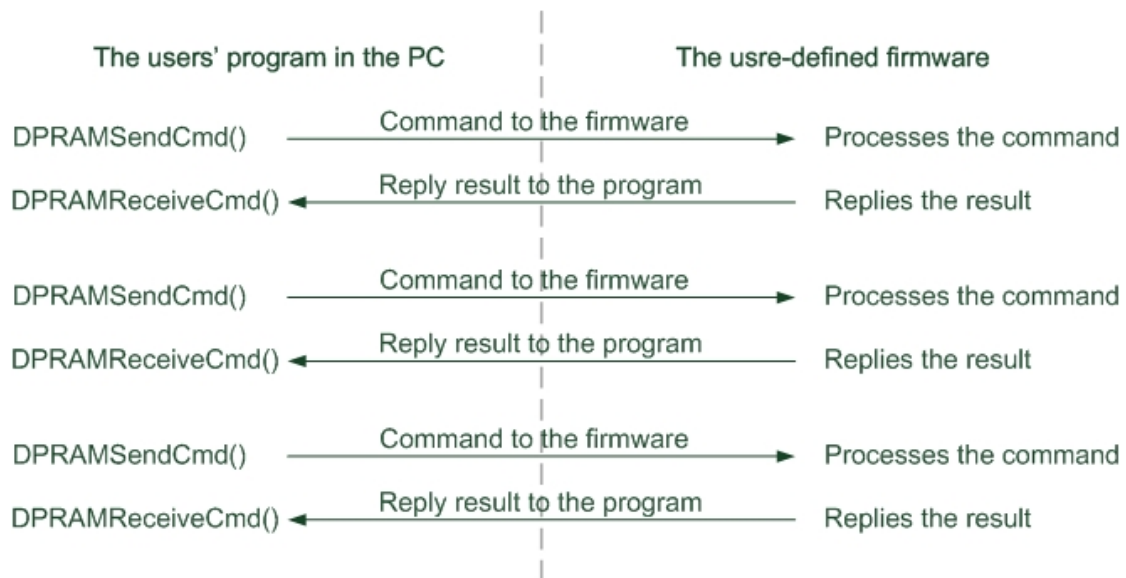 The users’ program in the PC
The usre-defined firmware
DPRAMSendCmd()
Command to the firmware
Processes the command
DPRAMReceiveCmd()
Reply result to the program
Replies the result
DPRAMSendCmd()
Command to the firmware
Processes the command
DPRAMReceiveCmd()
Reply result to the program
Replies the result
DPRAMSendCmd()
Command to the firmware
Processes the command
DPRAMReceiveCmd()
Reply result to the program
Replies the result